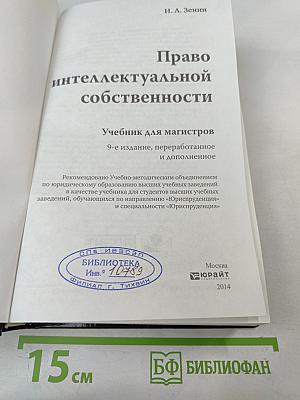 И. А. Зенин
Право
интеллектуальной
собственности
Учебник для магистров
9-е издание, переработанное
и дополненное
Рекомендовано Учебно-методическим объединением
по юридическому образованию высших учебных заведений
в качестве учебника для студентов высших учебных
заведений, обучающихся по направлению «Юриспруденция»
и специальности «Юриспруденция»
БИБЛИОТЕКА
Инв.° 10789
ФИЛИАЛ г. ТИХВИН
Москва
юрайт
2014
15 см
БФ БИБЛИОФАН